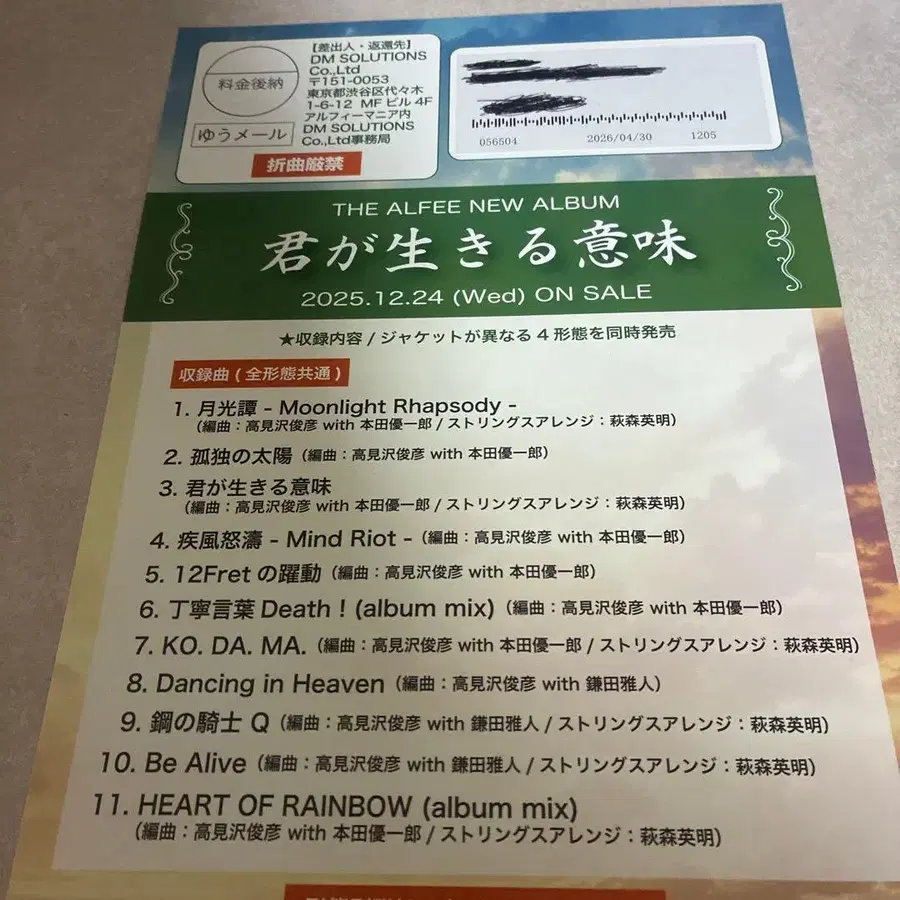 【差出人・返還先】
DM SOLUTIONS
Co.,Ltd
〒151-0053
東京都渋谷区代々木
1-6-12 MFビル4F
アルフィーマニア内
DM SOLUTIONS
Co.,Ltd事務局
料金後納
ゆうメール
折曲厳禁
056504 2026/04/30 1205
THE ALFEE NEW ALBUM
君が生きる意味
2025.12.24 (Wed) ON SALE
★収録内容 / ジャケットが異なる4形態を同時発売
収録曲 ( 全形態共通 )
1. 月光譚 - Moonlight Rhapsody -
（編曲：高見沢俊彦 with 本田優一郎 / ストリングスアレンジ：萩森英明）
2. 孤独の太陽（編曲：高見沢俊彦 with 本田優一郎）
3. 君が生きる意味
（編曲：高見沢俊彦 with 本田優一郎 / ストリングスアレンジ：萩森英明）
4. 疾風怒濤 - Mind Riot -（編曲：高見沢俊彦 with 本田優一郎）
5. 12Fret の躍動（編曲：高見沢俊彦 with 本田優一郎）
6. 丁寧言葉 Death！(album mix)（編曲：高見沢俊彦 with 本田優一郎）
7. KO. DA. MA.（編曲：高見沢俊彦 with 本田優一郎 / ストリングスアレンジ：萩森英明）
8. Dancing in Heaven（編曲：高見沢俊彦 with 鎌田雅人）
9. 鋼の騎士 Q（編曲：高見沢俊彦 with 鎌田雅人 / ストリングスアレンジ：萩森英明）
10. Be Alive（編曲：高見沢俊彦 with 鎌田雅人 / ストリングスアレンジ：萩森英明）
11. HEART OF RAINBOW (album mix)
（編曲：高見沢俊彦 with 本田優一郎 / ストリングスアレンジ：萩森英明）